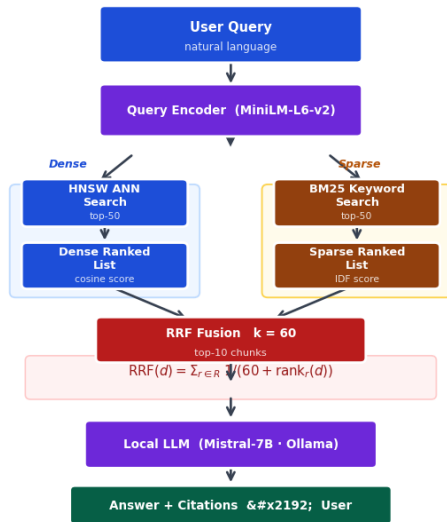 User Query
natural language
Query Encoder (MiniLM-L6-v2)
Dense
Sparse
HNSW ANN
Search
top-50
BM25 Keyword
Search
top-50
Dense Ranked
List
cosine score
Sparse Ranked
List
IDF score
RRF Fusion k = 60
top-10 chunks
RRF(d) = Σ_{r∈R} 1/(60 + rank_r(d))
Local LLM (Mistral-7B · Ollama)
Answer + Citations &#x2192; User